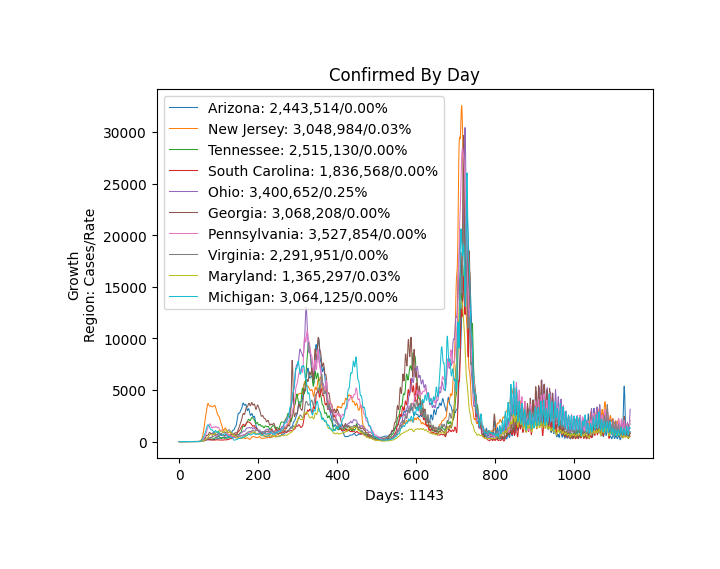 Confirmed By Day
Growth
Region: Cases/Rate
30000
25000
20000
15000
10000
5000
0
Arizona: 2,443,514/0.00%
New Jersey: 3,048,984/0.03%
Tennessee: 2,515,130/0.00%
South Carolina: 1,836,568/0.00%
Ohio: 3,400,652/0.25%
Georgia: 3,068,208/0.00%
Pennsylvania: 3,527,854/0.00%
Virginia: 2,291,951/0.00%
Maryland: 1,365,297/0.03%
Michigan: 3,064,125/0.00%
0 200 400 600 800 1000
Days: 1143